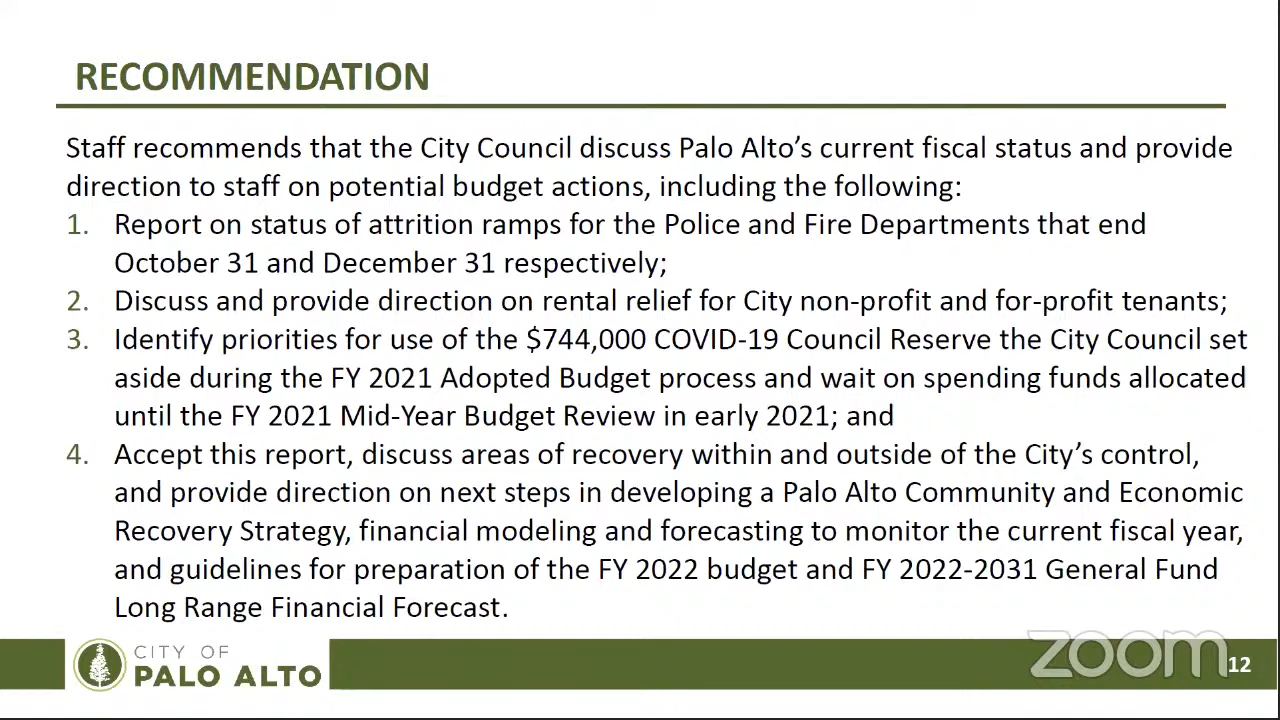 RECOMMENDATION
Staff recommends that the City Council discuss Palo Alto’s current fiscal status and provide
direction to staff on potential budget actions, including the following:
1. Report on status of attrition ramps for the Police and Fire Departments that end
October 31 and December 31 respectively;
2. Discuss and provide direction on rental relief for City non-profit and for-profit tenants;
3. Identify priorities for use of the $744,000 COVID-19 Council Reserve the City Council set
aside during the FY 2021 Adopted Budget process and wait on spending funds allocated
until the FY 2021 Mid-Year Budget Review in early 2021; and
4. Accept this report, discuss areas of recovery within and outside of the City’s control,
and provide direction on next steps in developing a Palo Alto Community and Economic
Recovery Strategy, financial modeling and forecasting to monitor the current fiscal year,
and guidelines for preparation of the FY 2022 budget and FY 2022-2031 General Fund
Long Range Financial Forecast.
CITY OF
PALO ALTO
zoom
12